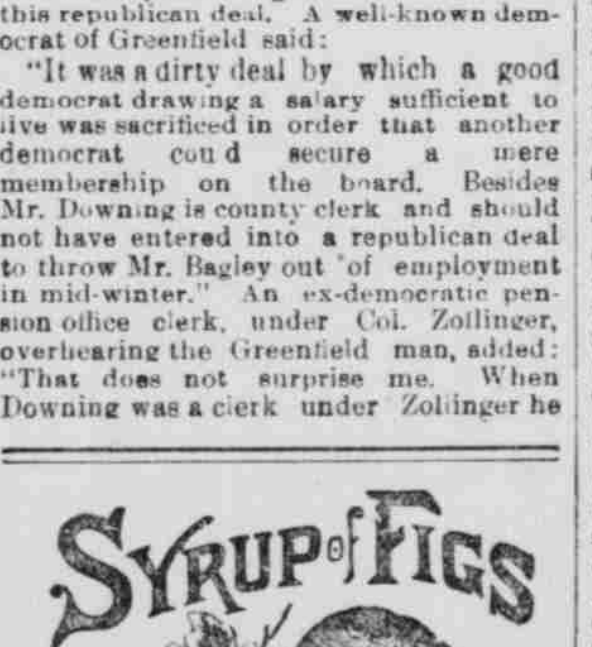 this republican deal. A well-known dem-
ocrat of Greenfield said:
"It was a dirty deal by which a good
democrat drawing a salary sufficient to
live was sacrificed in order that another
democrat cou d secure a mere
membership on the board. Besides
Mr. Downing is county clerk and should
not have entered into a republican deal
to throw Mr. Bagley out of employment
in mid-winter." An ex-democratic pen-
sion office clerk, under Col. Zollinger,
overhearing the Greenfield man, added:
"That does not surprise me. When
Downing was a clerk under Zollinger he
SYRUP of FIGS